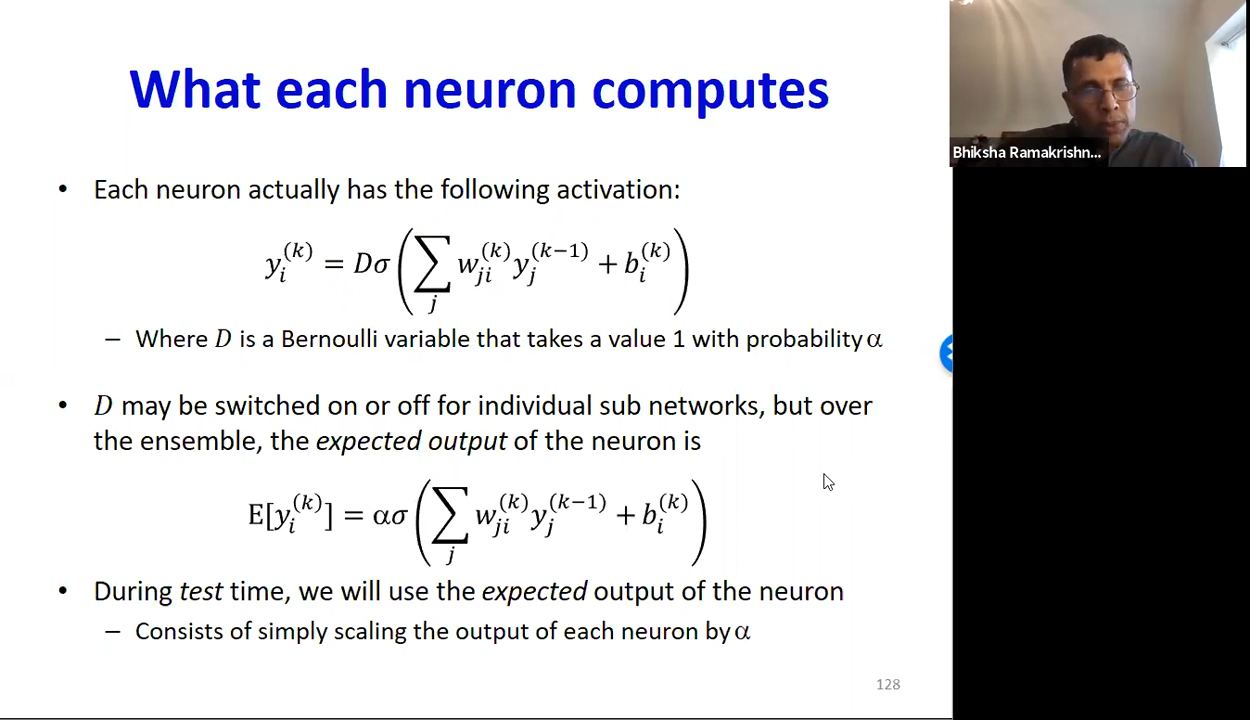 What each neuron computes
• Each neuron actually has the following activation:
y_i^{(k)} = Dσ(∑_j w_{ji}^{(k)} y_j^{(k−1)} + b_i^{(k)})
– Where D is a Bernoulli variable that takes a value 1 with probability α
• D may be switched on or off for individual sub networks, but over
the ensemble, the expected output of the neuron is
E[y_i^{(k)}] = ασ(∑_j w_{ji}^{(k)} y_j^{(k−1)} + b_i^{(k)})
• During test time, we will use the expected output of the neuron
– Consists of simply scaling the output of each neuron by α
128
Bhiksha Ramakrishn...